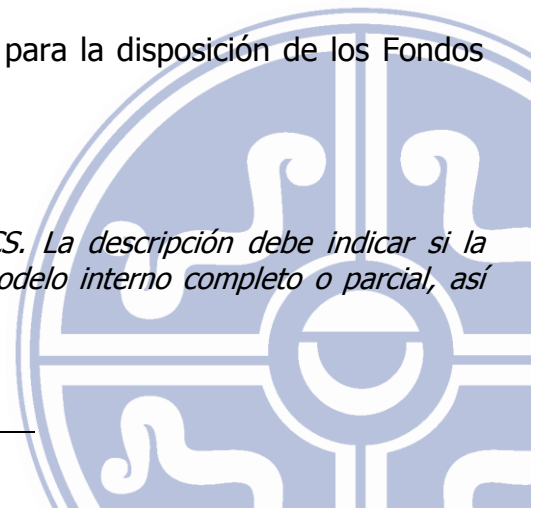 para la disposición de los Fondos
CS. La descripción debe indicar si la
odelo interno completo o parcial, así